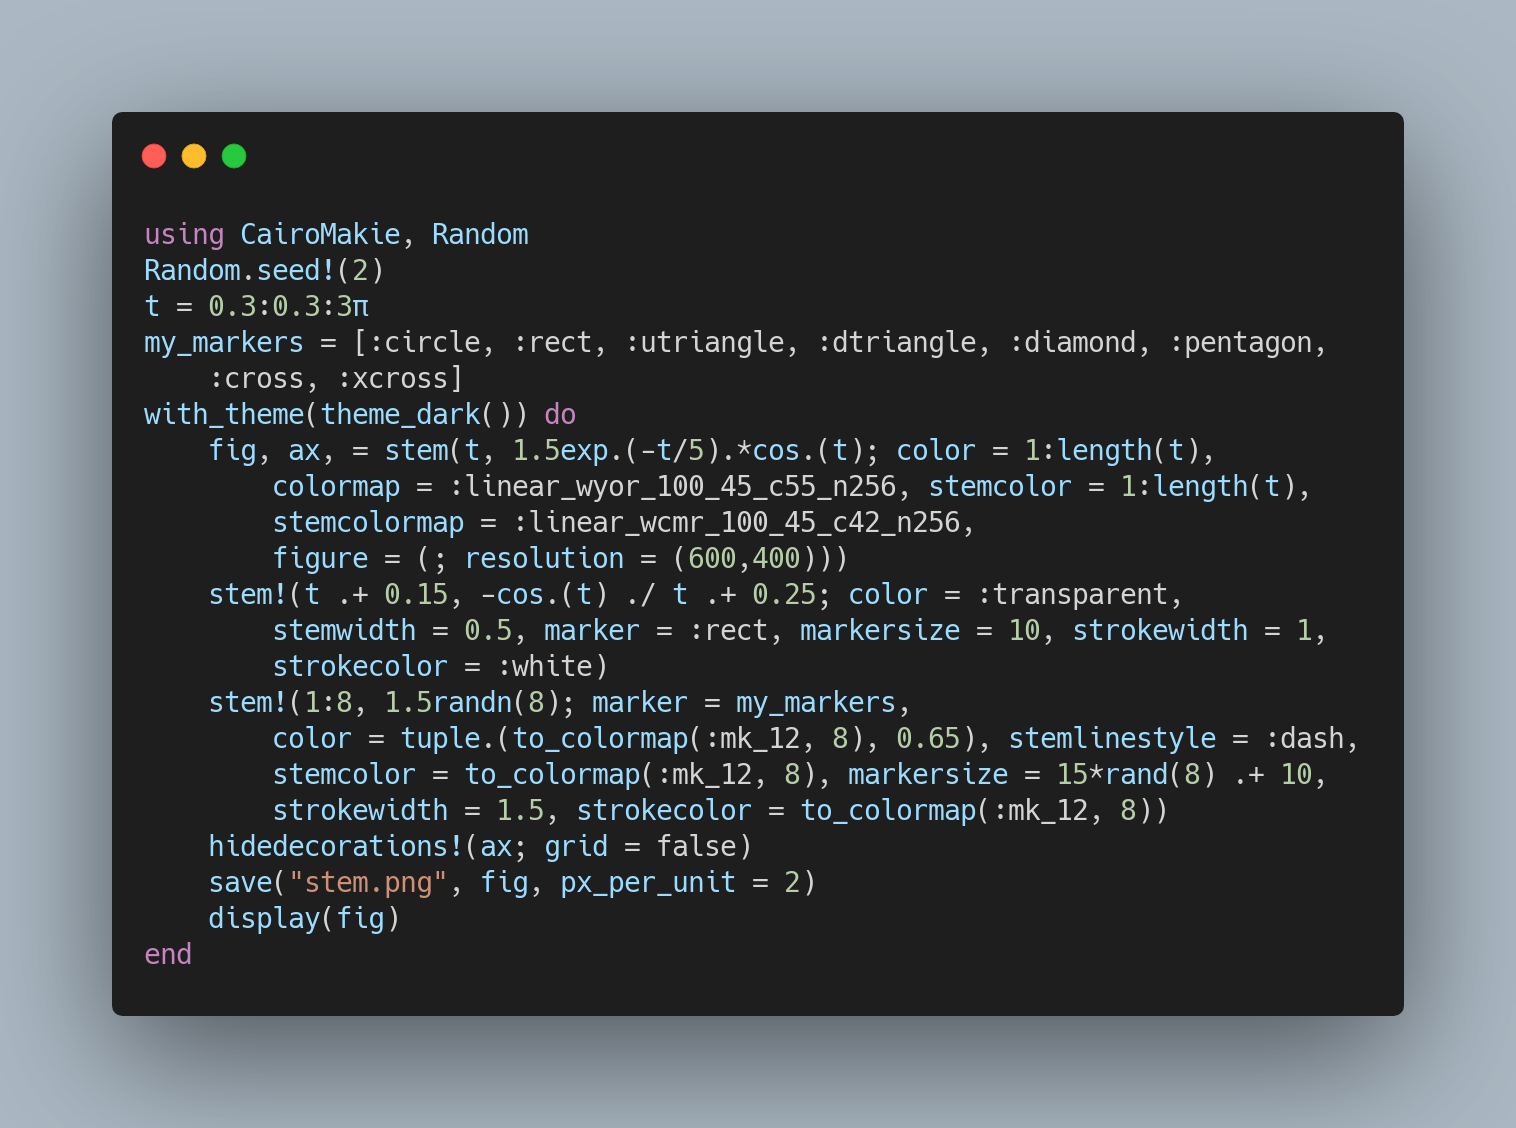 using CairoMakie, Random
Random.seed!(2)
t = 0.3:0.3:3π
my_markers = [:circle, :rect, :utriangle, :dtriangle, :diamond, :pentagon,
    :cross, :xcross]
with_theme(theme_dark()) do
    fig, ax, = stem(t, 1.5exp.(-t/5).*cos.(t); color = 1:length(t),
        colormap = :linear_wyor_100_45_c55_n256, stemcolor = 1:length(t),
        stemcolormap = :linear_wcmr_100_45_c42_n256,
        figure = (; resolution = (600,400)))
    stem!(t .+ 0.15, -cos.(t) ./ t .+ 0.25; color = :transparent,
        stemwidth = 0.5, marker = :rect, markersize = 10, strokewidth = 1,
        strokecolor = :white)
    stem!(1:8, 1.5randn(8); marker = my_markers,
        color = tuple.(to_colormap(:mk_12, 8), 0.65), stemlinestyle = :dash,
        stemcolor = to_colormap(:mk_12, 8), markersize = 15*rand(8) .+ 10,
        strokewidth = 1.5, strokecolor = to_colormap(:mk_12, 8))
    hidedecorations!(ax; grid = false)
    save("stem.png", fig, px_per_unit = 2)
    display(fig)
end